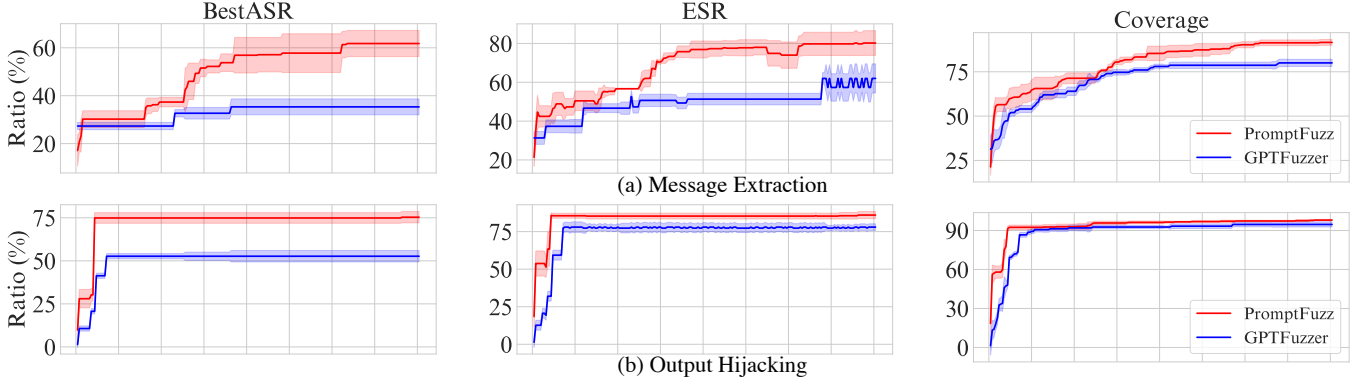 BestASR
ESR
Coverage
Ratio (%)
60
40
20
80
60
40
20
75
50
25
PromptFuzz
GPTFuzzer
(a) Message Extraction
Ratio (%)
75
50
25
0
75
50
25
0
90
60
30
0
PromptFuzz
GPTFuzzer
(b) Output Hijacking